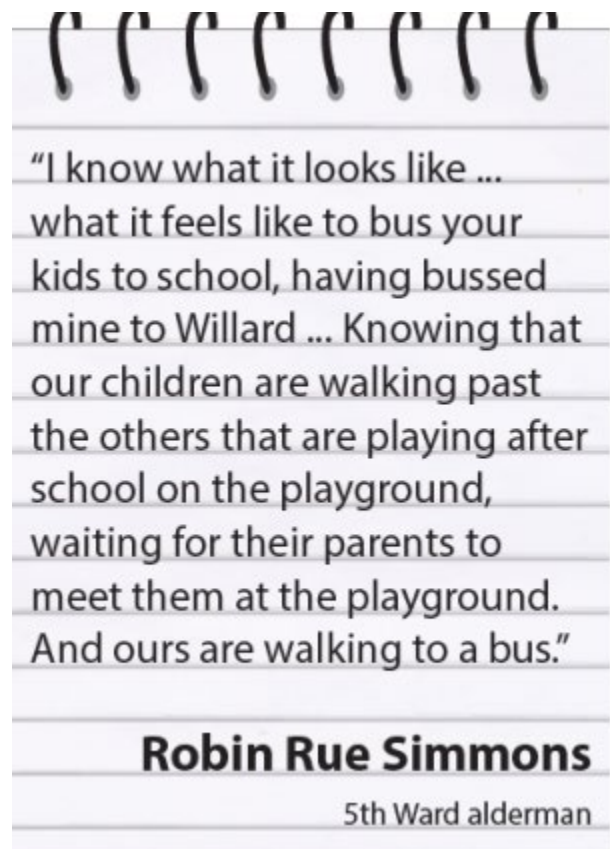 “I know what it looks like ...
what it feels like to bus your
kids to school, having bussed
mine to Willard ... Knowing that
our children are walking past
the others that are playing after
school on the playground,
waiting for their parents to
meet them at the playground.
And ours are walking to a bus.”
Robin Rue Simmons
5th Ward alderman